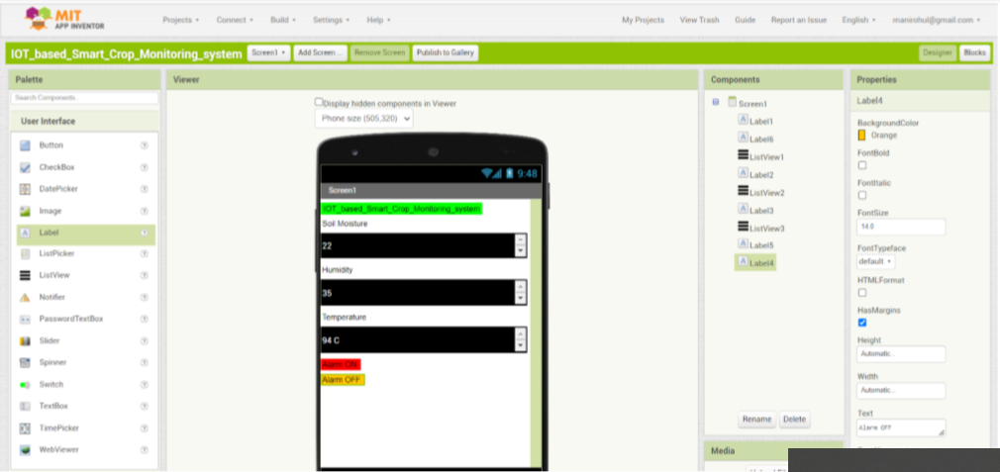 MIT
APP INVENTOR
Projects Connect Build Settings Help My Projects View Trash Guide Report an Issue English manirohul@gmail.com
IOT_based_Smart_Crop_Monitoring_system Screen1 Add Screen ... Remove Screen Publish to Gallery Designer Blocks
Palette
Search Components...
User Interface
Button
CheckBox
DatePicker
Image
Label
ListPicker
ListView
Notifier
PasswordTextBox
Slider
Spinner
Switch
TextBox
TimePicker
WebViewer
Viewer
Display hidden components in Viewer
Phone size (505,320)
9:48
Screen1
IOT_based_Smart_Crop_Monitoring_system
Soil Moisture
22
Humidity
35
Temperature
94 C
Alarm ON
Alarm OFF
Components
Screen1
Label1
Label6
ListView1
Label2
ListView2
Label3
ListView3
Label5
Label4
Rename Delete
Media
Properties
Label4
BackgroundColor
Orange
FontBold
FontItalic
FontSize
14.0
FontTypeface
default
HTMLFormat
HasMargins
Height
Automatic...
Width
Automatic...
Text
Alarm OFF